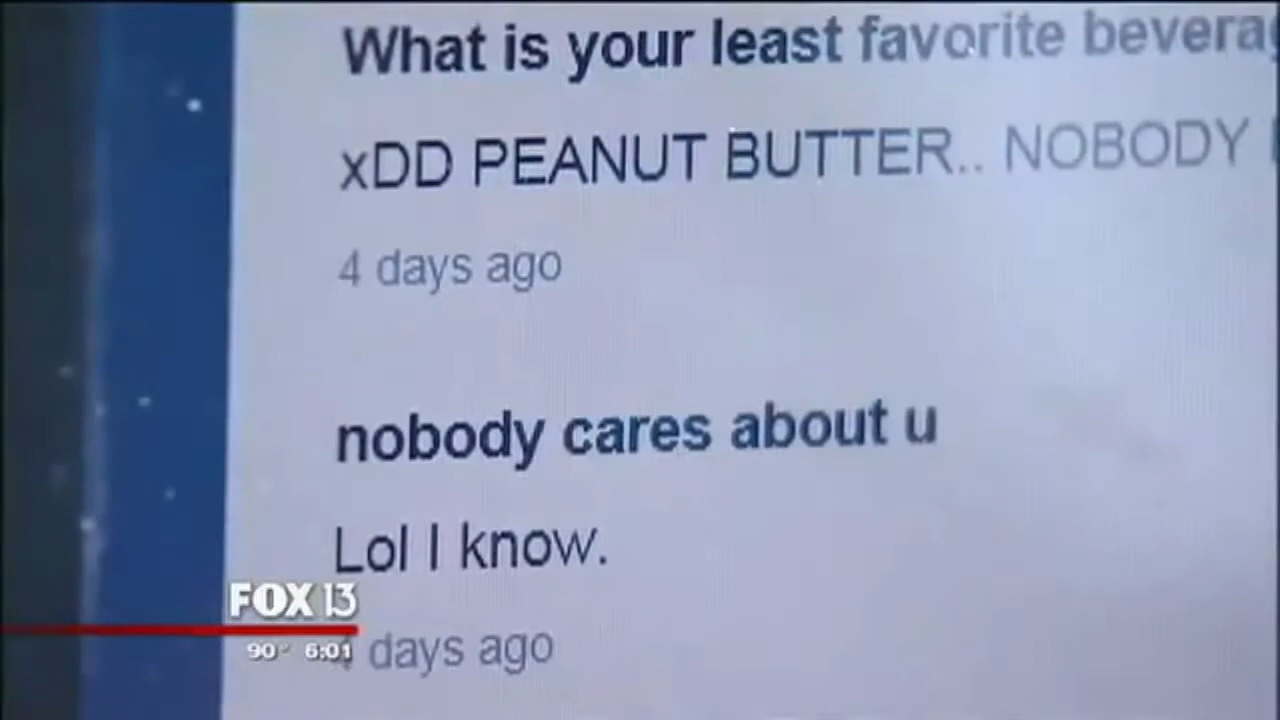 What is your least favorite
xDD PEANUT BUTTER.. NOBODY
4 days ago
nobody cares about u
Lol I know.
days ago
FOX 13
90° 6:01